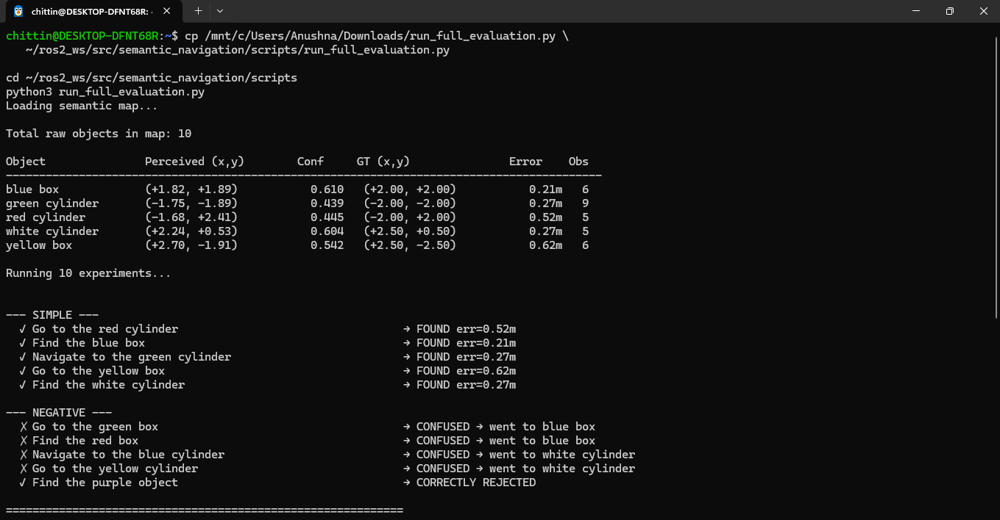 chittin@DESKTOP-DFNT68R: ·
chittin@DESKTOP-DFNT68R:~$ cp /mnt/c/Users/Anushna/Downloads/run_full_evaluation.py \
   ~/ros2_ws/src/semantic_navigation/scripts/run_full_evaluation.py
cd ~/ros2_ws/src/semantic_navigation/scripts
python3 run_full_evaluation.py
Loading semantic map...
Total raw objects in map: 10
Object               Perceived (x,y)        Conf     GT (x,y)               Error    Obs
------------------------------------------------------------------------------------------
blue box             (+1.82, +1.89)           0.610   (+2.00, +2.00)           0.21m   6
green cylinder       (-1.75, -1.89)           0.439   (-2.00, -2.00)           0.27m   9
red cylinder         (-1.68, +2.41)           0.445   (-2.00, +2.00)           0.52m   5
white cylinder       (+2.24, +0.53)           0.604   (+2.50, +0.50)           0.27m   5
yellow box           (+2.70, -1.91)           0.542   (+2.50, -2.50)           0.62m   6
Running 10 experiments...
--- SIMPLE ---
  ✓ Go to the red cylinder                                  → FOUND err=0.52m
  ✓ Find the blue box                                       → FOUND err=0.21m
  ✓ Navigate to the green cylinder                          → FOUND err=0.27m
  ✓ Go to the yellow box                                    → FOUND err=0.62m
  ✓ Find the white cylinder                                 → FOUND err=0.27m
--- NEGATIVE ---
  ✗ Go to the green box                                     → CONFUSED → went to blue box
  ✗ Find the red box                                        → CONFUSED → went to blue box
  ✗ Navigate to the blue cylinder                           → CONFUSED → went to white cylinder
  ✗ Go to the yellow cylinder                               → CONFUSED → went to white cylinder
  ✓ Find the purple object                                  → CORRECTLY REJECTED
============================================================